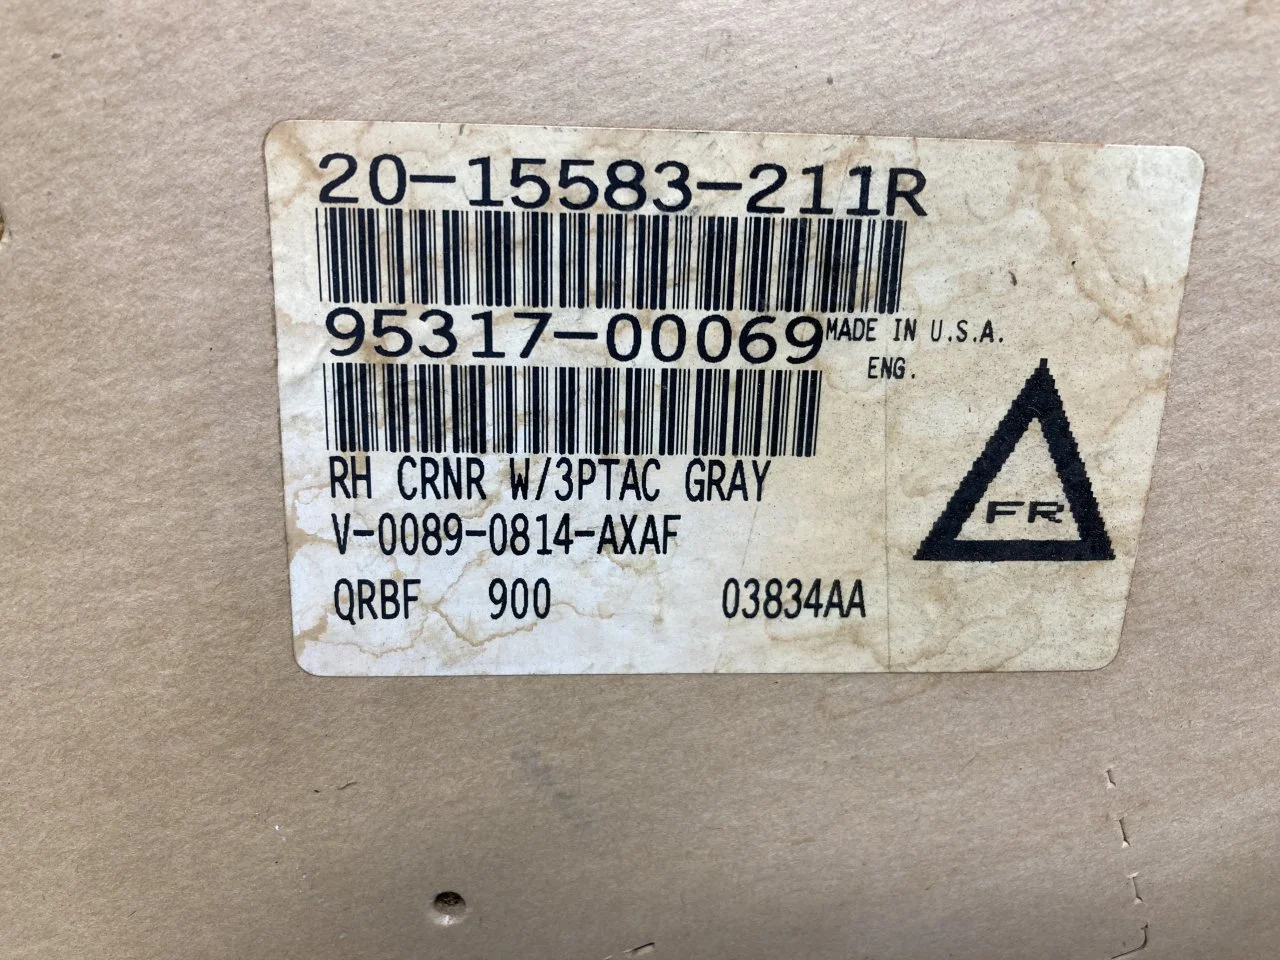 20-15583-211R
95317-00069
MADE IN U.S.A.
ENG.
RH CRNR W/3PTAC GRAY
V-0089-0814-AXAF
QRBF 900 03834AA
FR